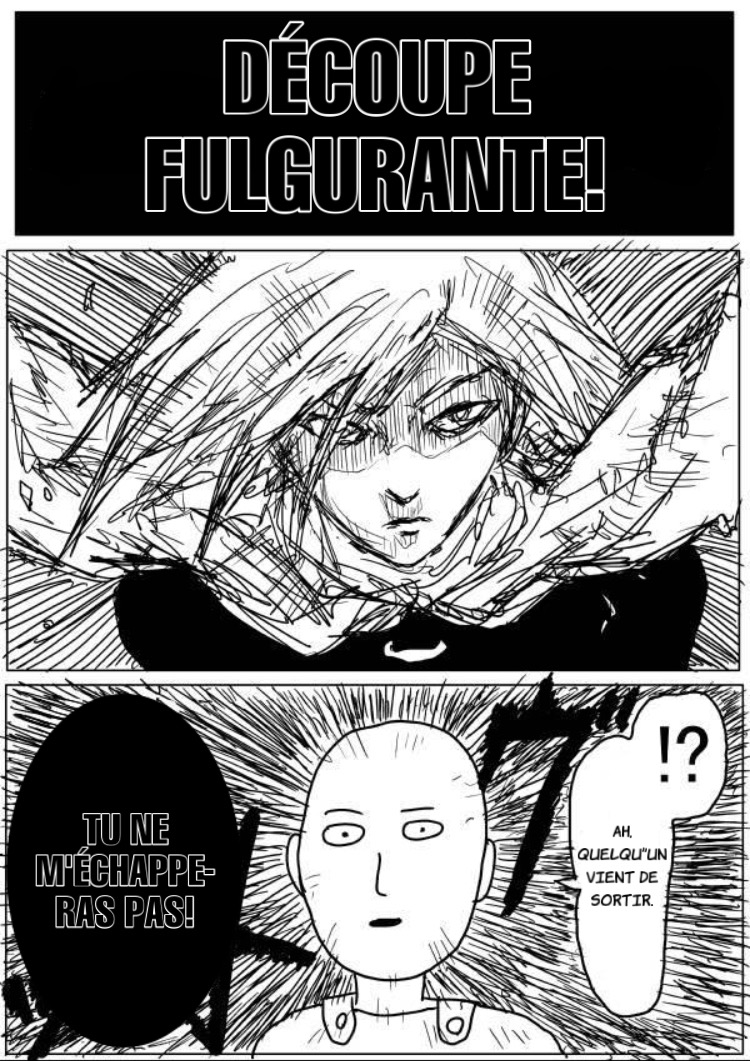 DÉCOUPE
FULGURANTE!
!?
AH,
QUELQU"UN
VIENT DE
SORTIR.
TU NE
M'ÉCHAPPE-
RAS PAS!